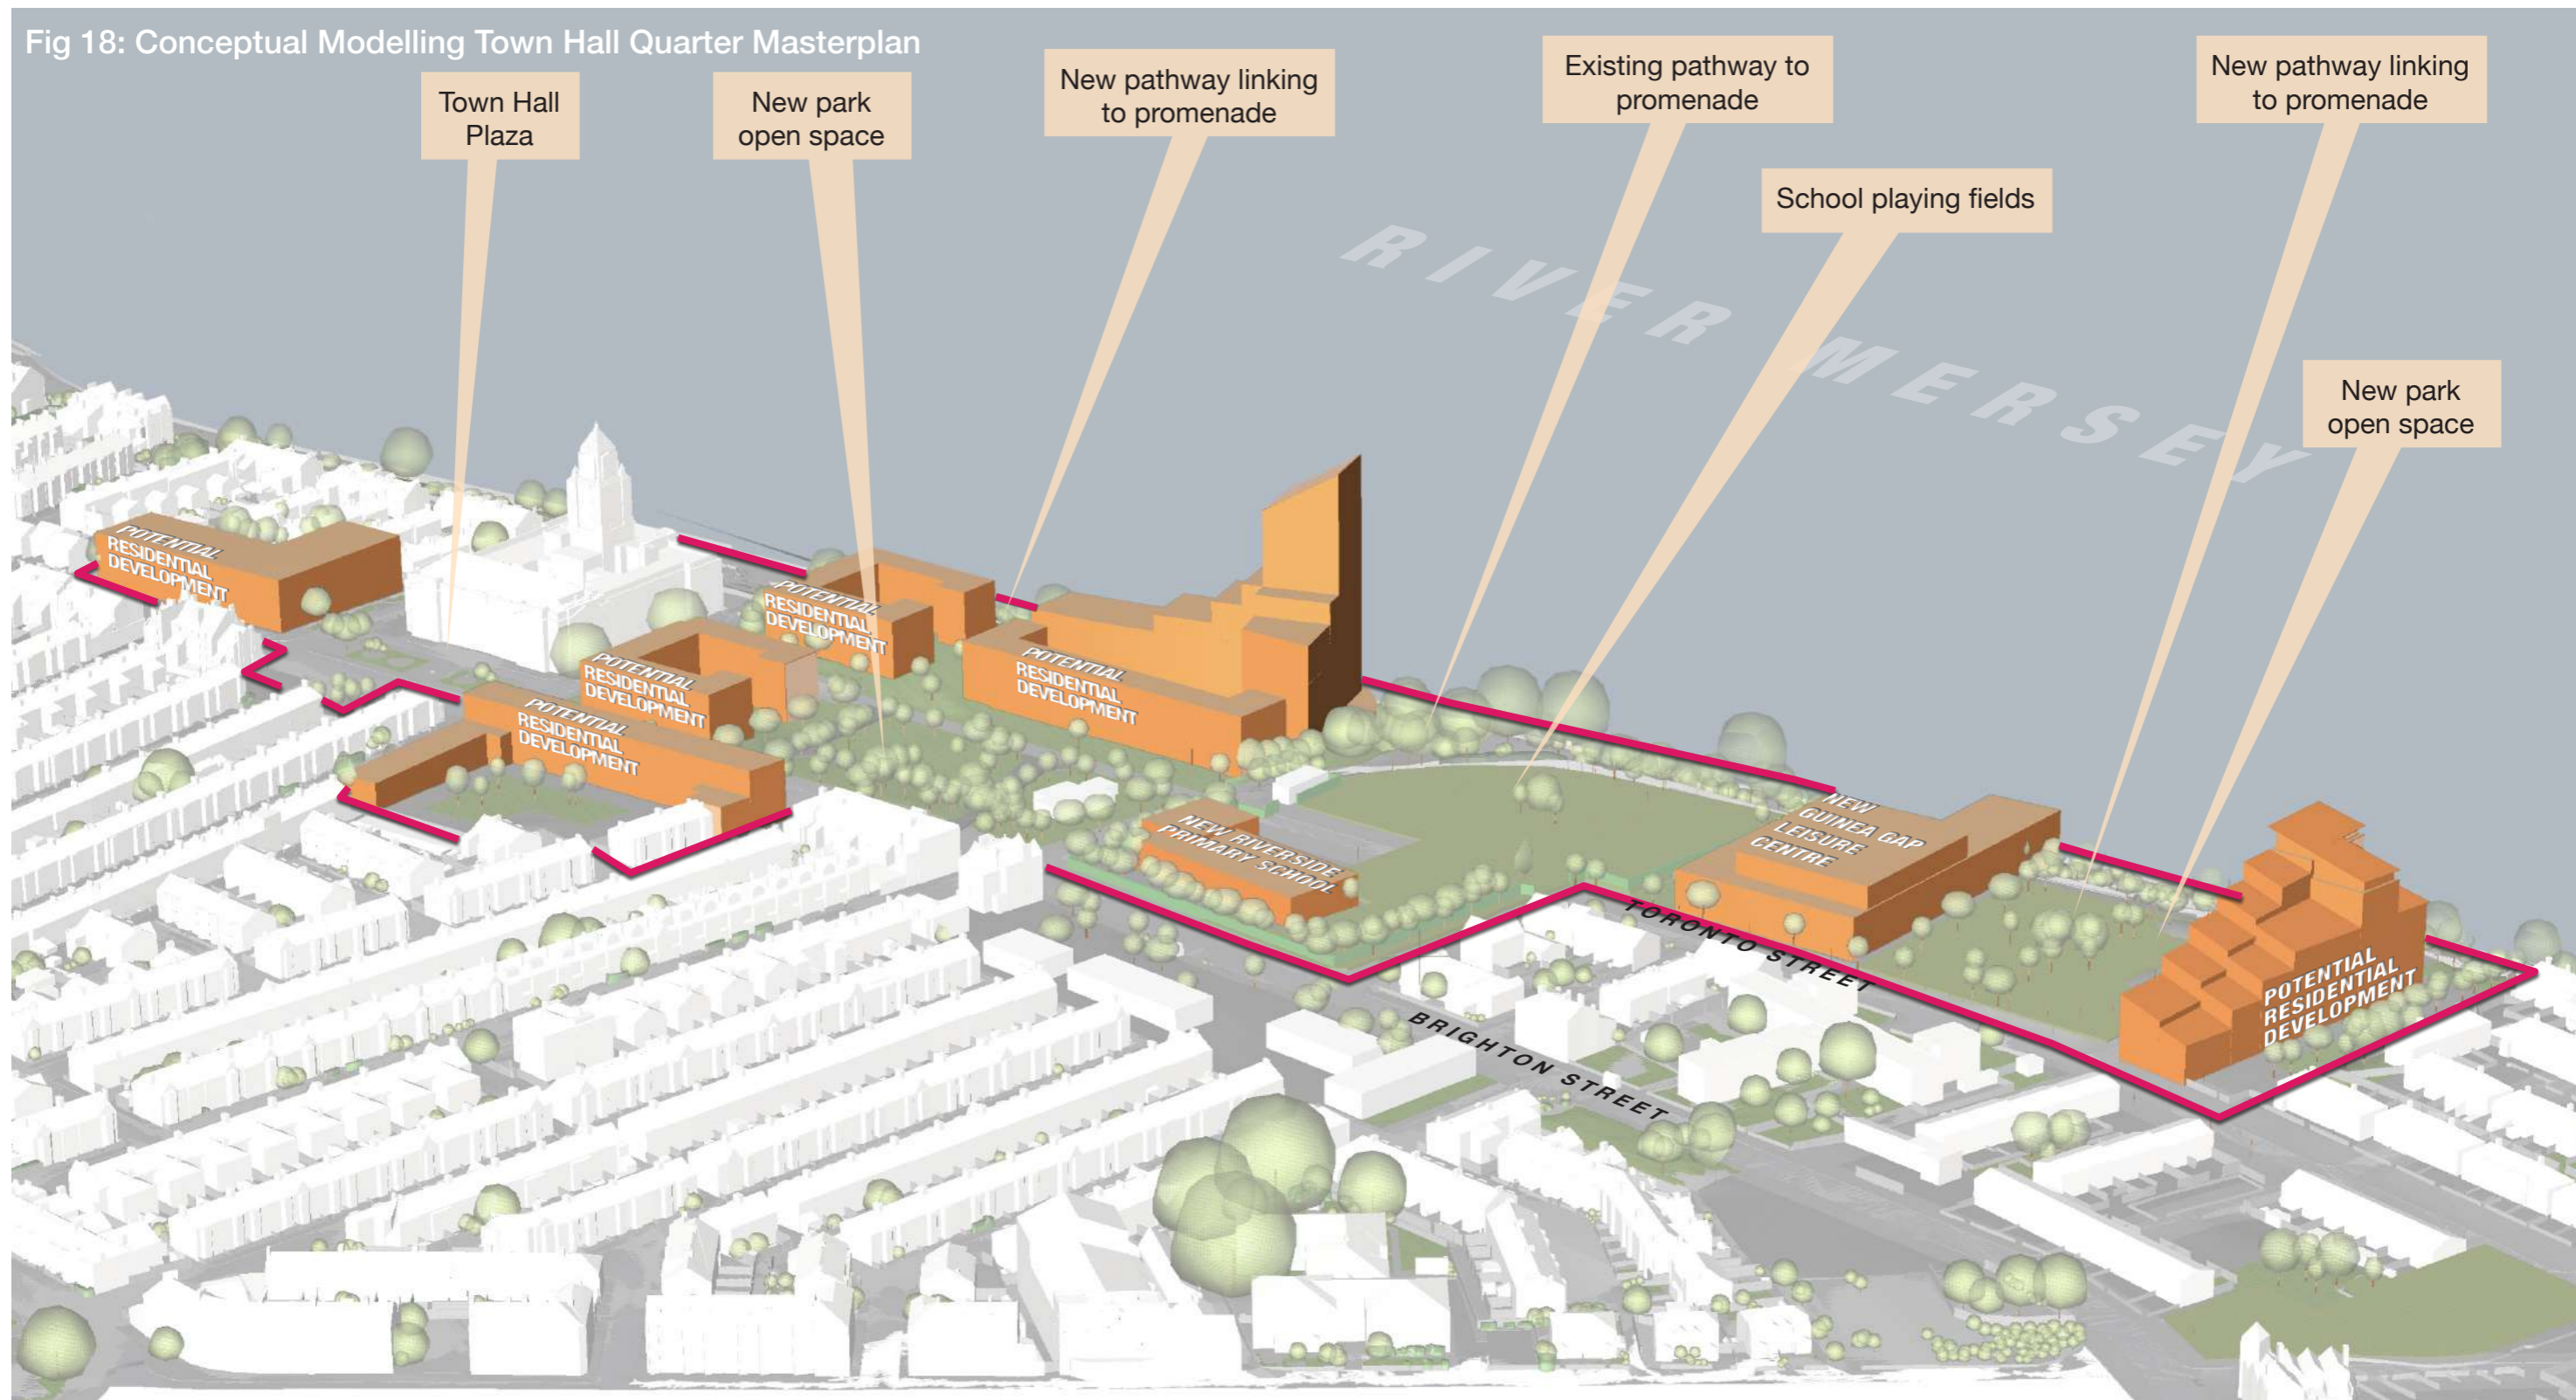 Fig 18: Conceptual Modelling Town Hall Quarter Masterplan
Town Hall
Plaza
New park
open space
New pathway linking
to promenade
Existing pathway to
promenade
New pathway linking
to promenade
School playing fields
RIVER MERSEY
New park
open space
POTENTIAL
RESIDENTIAL
DEVELOPMENT
POTENTIAL
RESIDENTIAL
DEVELOPMENT
POTENTIAL
RESIDENTIAL
DEVELOPMENT
POTENTIAL
RESIDENTIAL
DEVELOPMENT
POTENTIAL
RESIDENTIAL
DEVELOPMENT
NEW RIVERSIDE
PRIMARY SCHOOL
NEW
GUINEA GAP
LEISURE
CENTRE
TORONTO STREET
POTENTIAL
RESIDENTIAL
DEVELOPMENT
BRIGHTON STREET